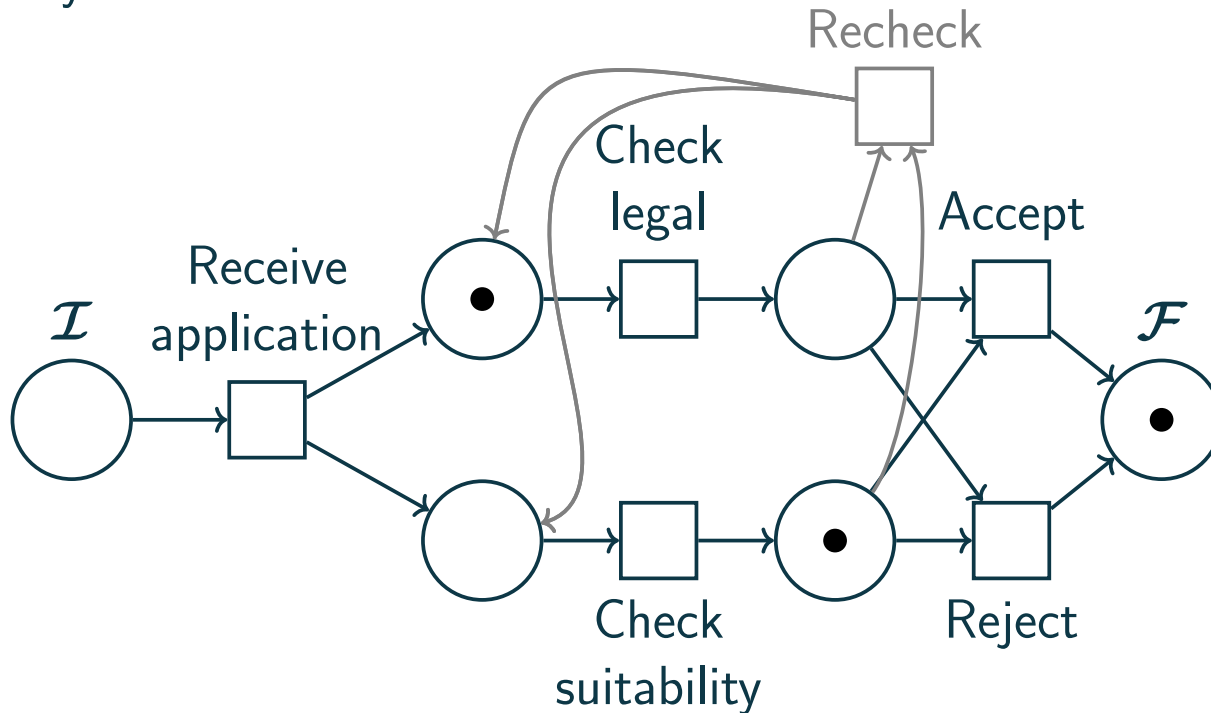 y
Recheck
Check
legal
Accept
Receive
application
I
F
Check
suitability
Reject